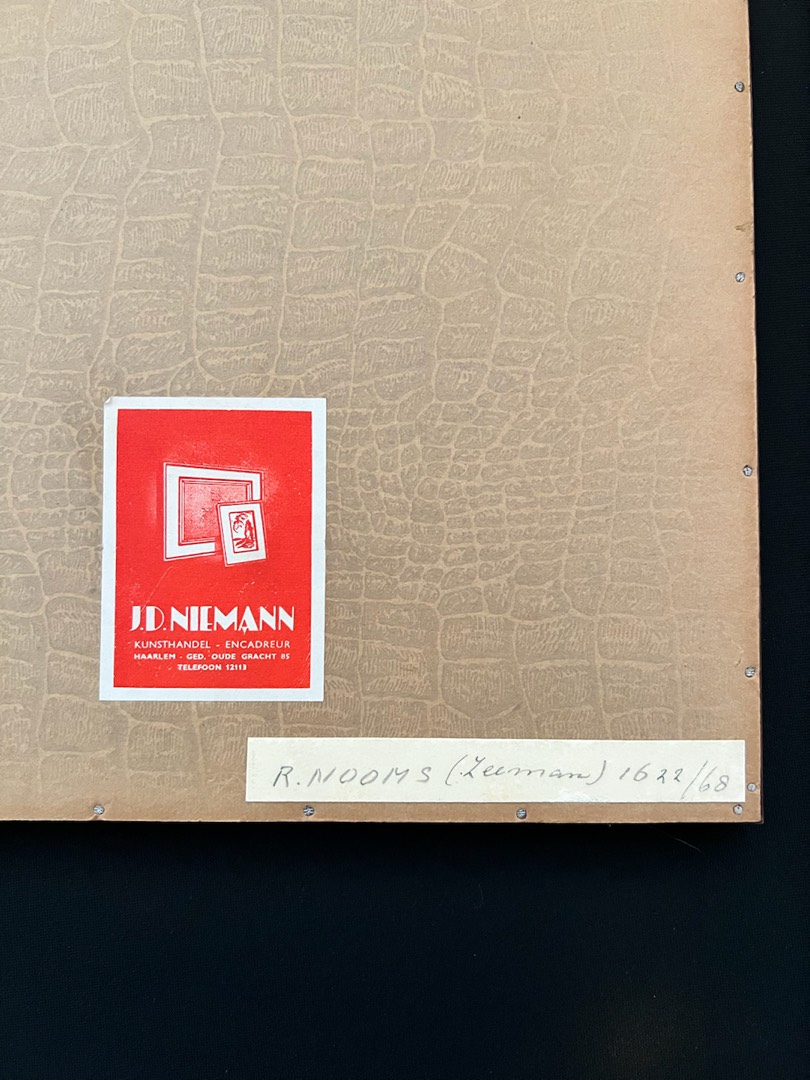 J.D. NIEMANN
KUNSTHANDEL - ENCADREUR
HAARLEM - GED. OUDE GRACHT 85
TELEFOON 12113
R. NOOMS (Zeeman) 1622/68